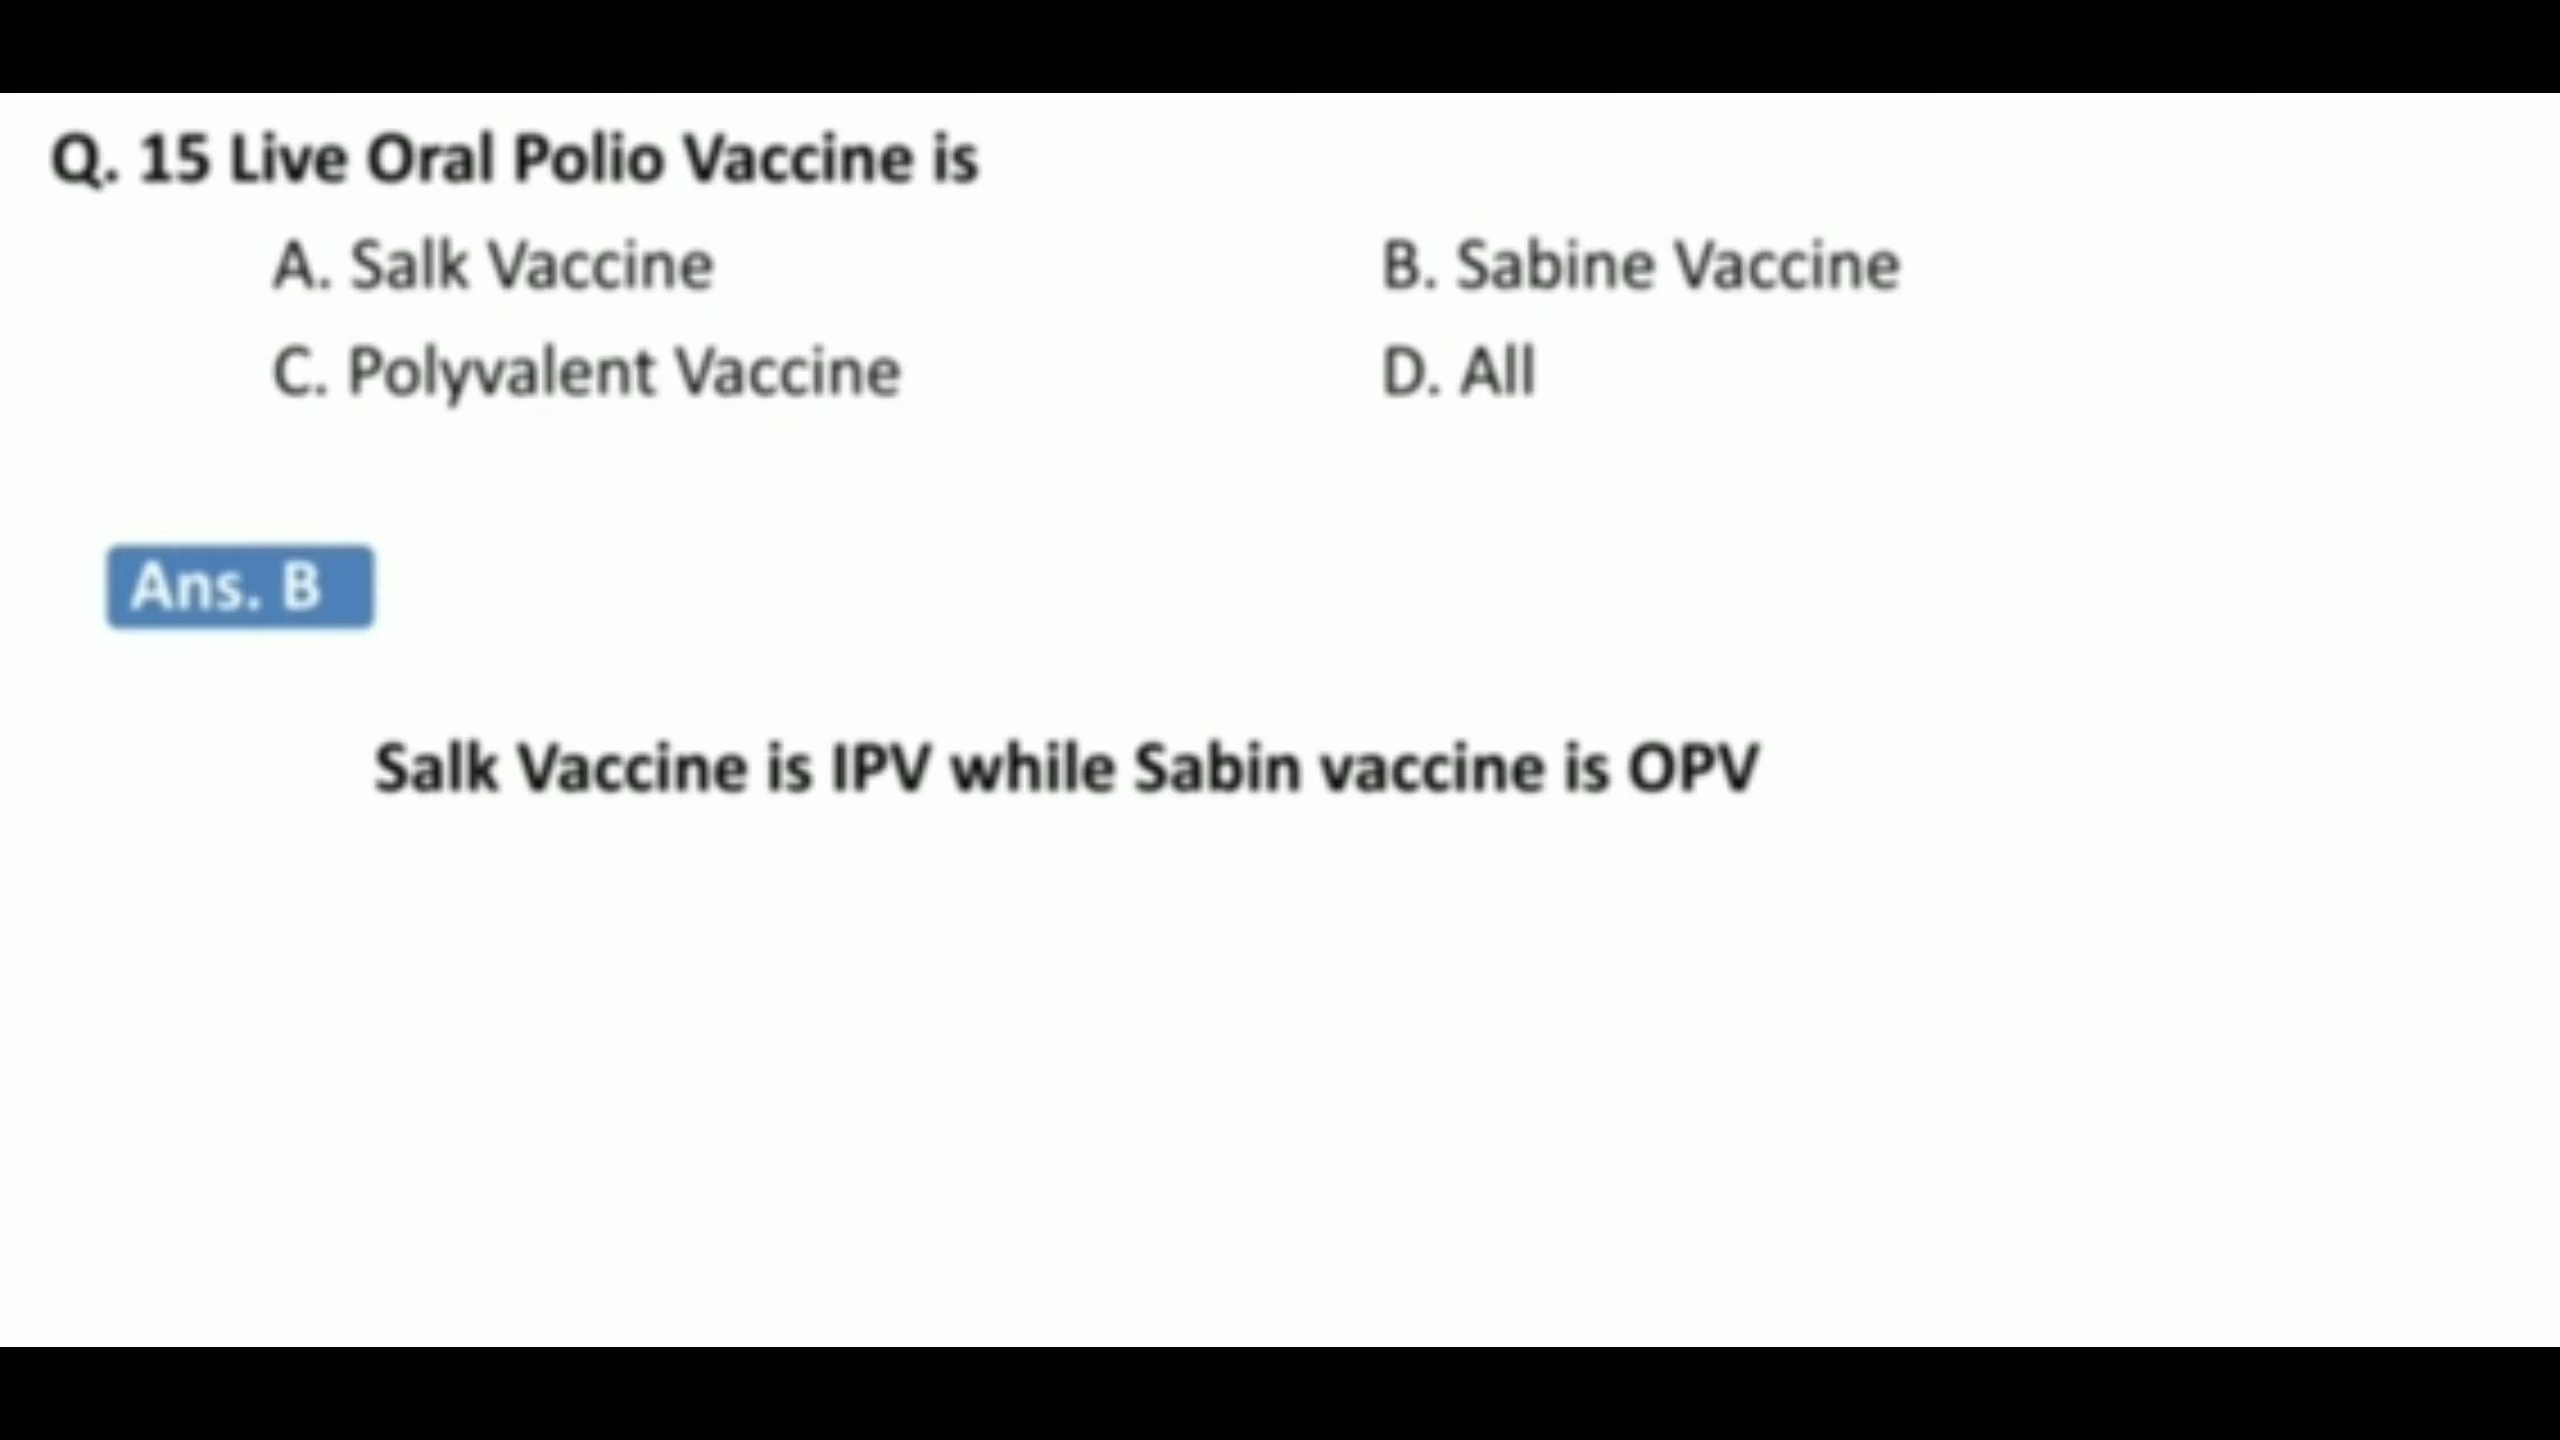 Q. 15 Live Oral Polio Vaccine is
A. Salk Vaccine B. Sabine Vaccine
C. Polyvalent Vaccine D. All
Ans. B
Salk Vaccine is IPV while Sabin vaccine is OPV